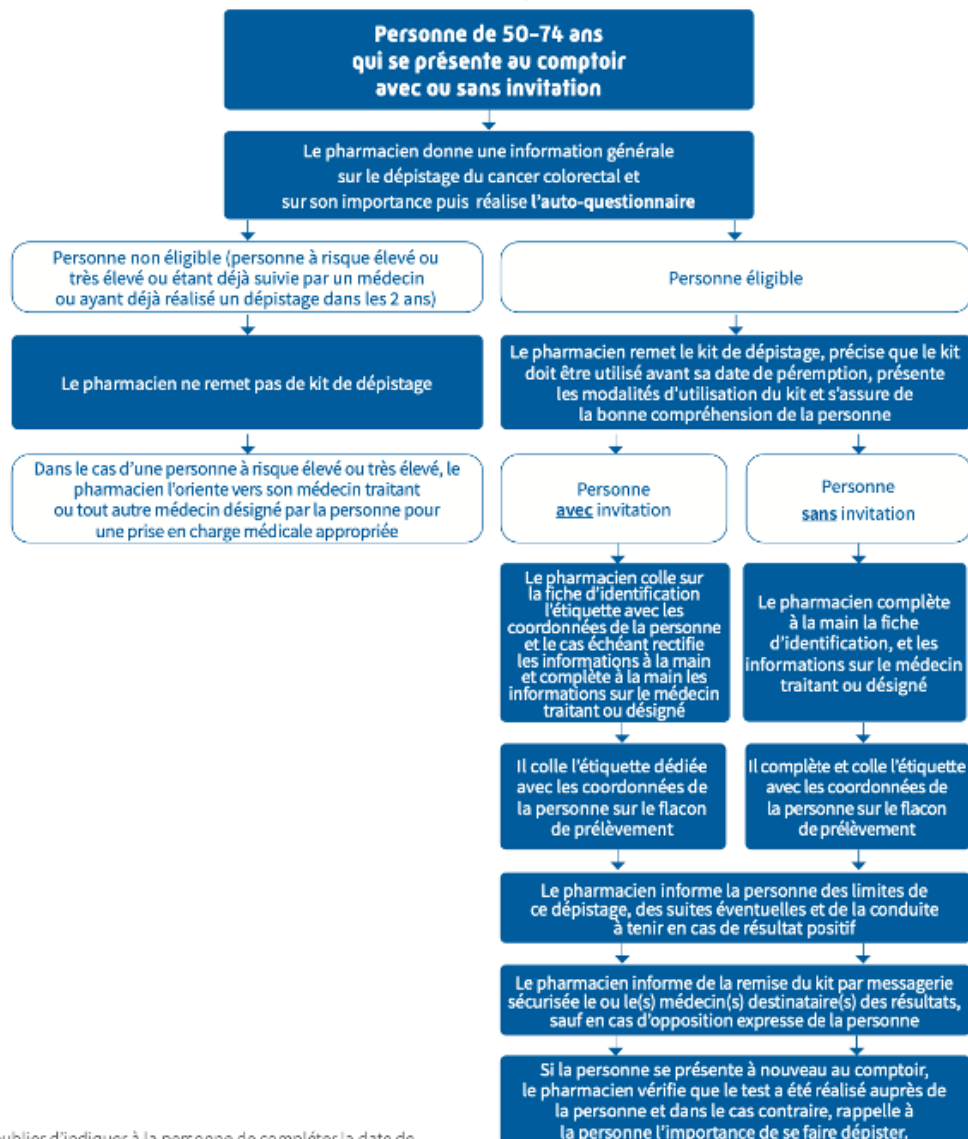 Personne de 50-74 ans
qui se présente au comptoir
avec ou sans invitation
Le pharmacien donne une information générale
sur le dépistage du cancer colorectal et
sur son importance puis réalise l'auto-questionnaire
Personne non éligible (personne à risque élevé ou
très élevé ou étant déjà suivie par un médecin
ou ayant déjà réalisé un dépistage dans les 2 ans)
Le pharmacien ne remet pas de kit de dépistage
Dans le cas d'une personne à risque élevé ou très élevé, le
pharmacien l'oriente vers son médecin traitant
ou tout autre médecin désigné par la personne pour
une prise en charge médicale appropriée
Personne éligible
Le pharmacien remet le kit de dépistage, précise que le kit
doit être utilisé avant sa date de péremption, présente
les modalités d'utilisation du kit et s'assure de
la bonne compréhension de la personne
Personne
avec invitation
Le pharmacien colle sur
la fiche d'identification
l'étiquette avec les
coordonnées de la personne
et le cas échéant rectifie
les informations à la main
et complète à la main les
informations sur le médecin
traitant ou désigné
Il colle l'étiquette dédiée
avec les coordonnées de
la personne sur le flacon
de prélèvement
Personne
sans invitation
Le pharmacien complète
à la main la fiche
d'identification, et les
informations sur le médecin
traitant ou désigné
Il complète et colle l'étiquette
avec les coordonnées de
la personne sur le flacon
de prélèvement
Le pharmacien informe la personne des limites de
ce dépistage, des suites éventuelles et de la conduite
à tenir en cas de résultat positif
Le pharmacien informe de la remise du kit par messagerie
sécurisée le ou le(s) médecin(s) destinataire(s) des résultats,
sauf en cas d'opposition expresse de la personne
Si la personne se présente à nouveau au comptoir,
le pharmacien vérifie que le test a été réalisé auprès de
la personne et dans le cas contraire, rappelle à
la personne l'importance de se faire dépister.
d'indiquer à la personne de compléter la date de